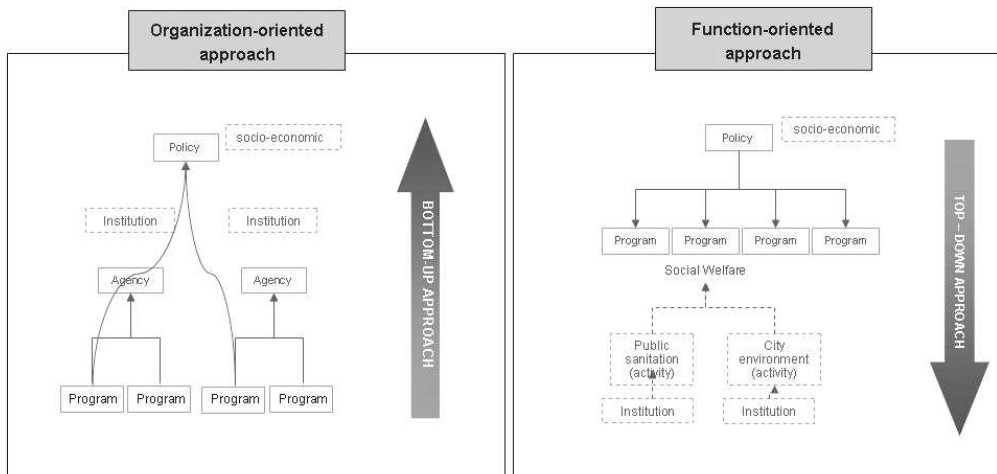 Organization-oriented
approach
socio-economic
Policy
Institution
Institution
Agency
Agency
Program
Program
Program
Program
BOTTOM-UP APPROACH
Function-oriented
approach
Policy
socio-economic
Program
Program
Program
Program
Social Welfare
Public
sanitation
(activity)
City
environment
(activity)
Institution
Institution
TOP – DOWN APPROACH